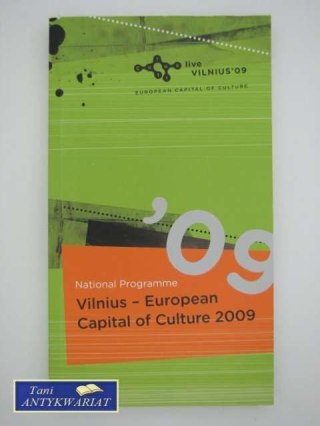 live
VILNIUS'09
EUROPEAN CAPITAL OF CULTURE
'09
National Programme
Vilnius – European
Capital of Culture 2009
Tani
ANTYKWARIAT